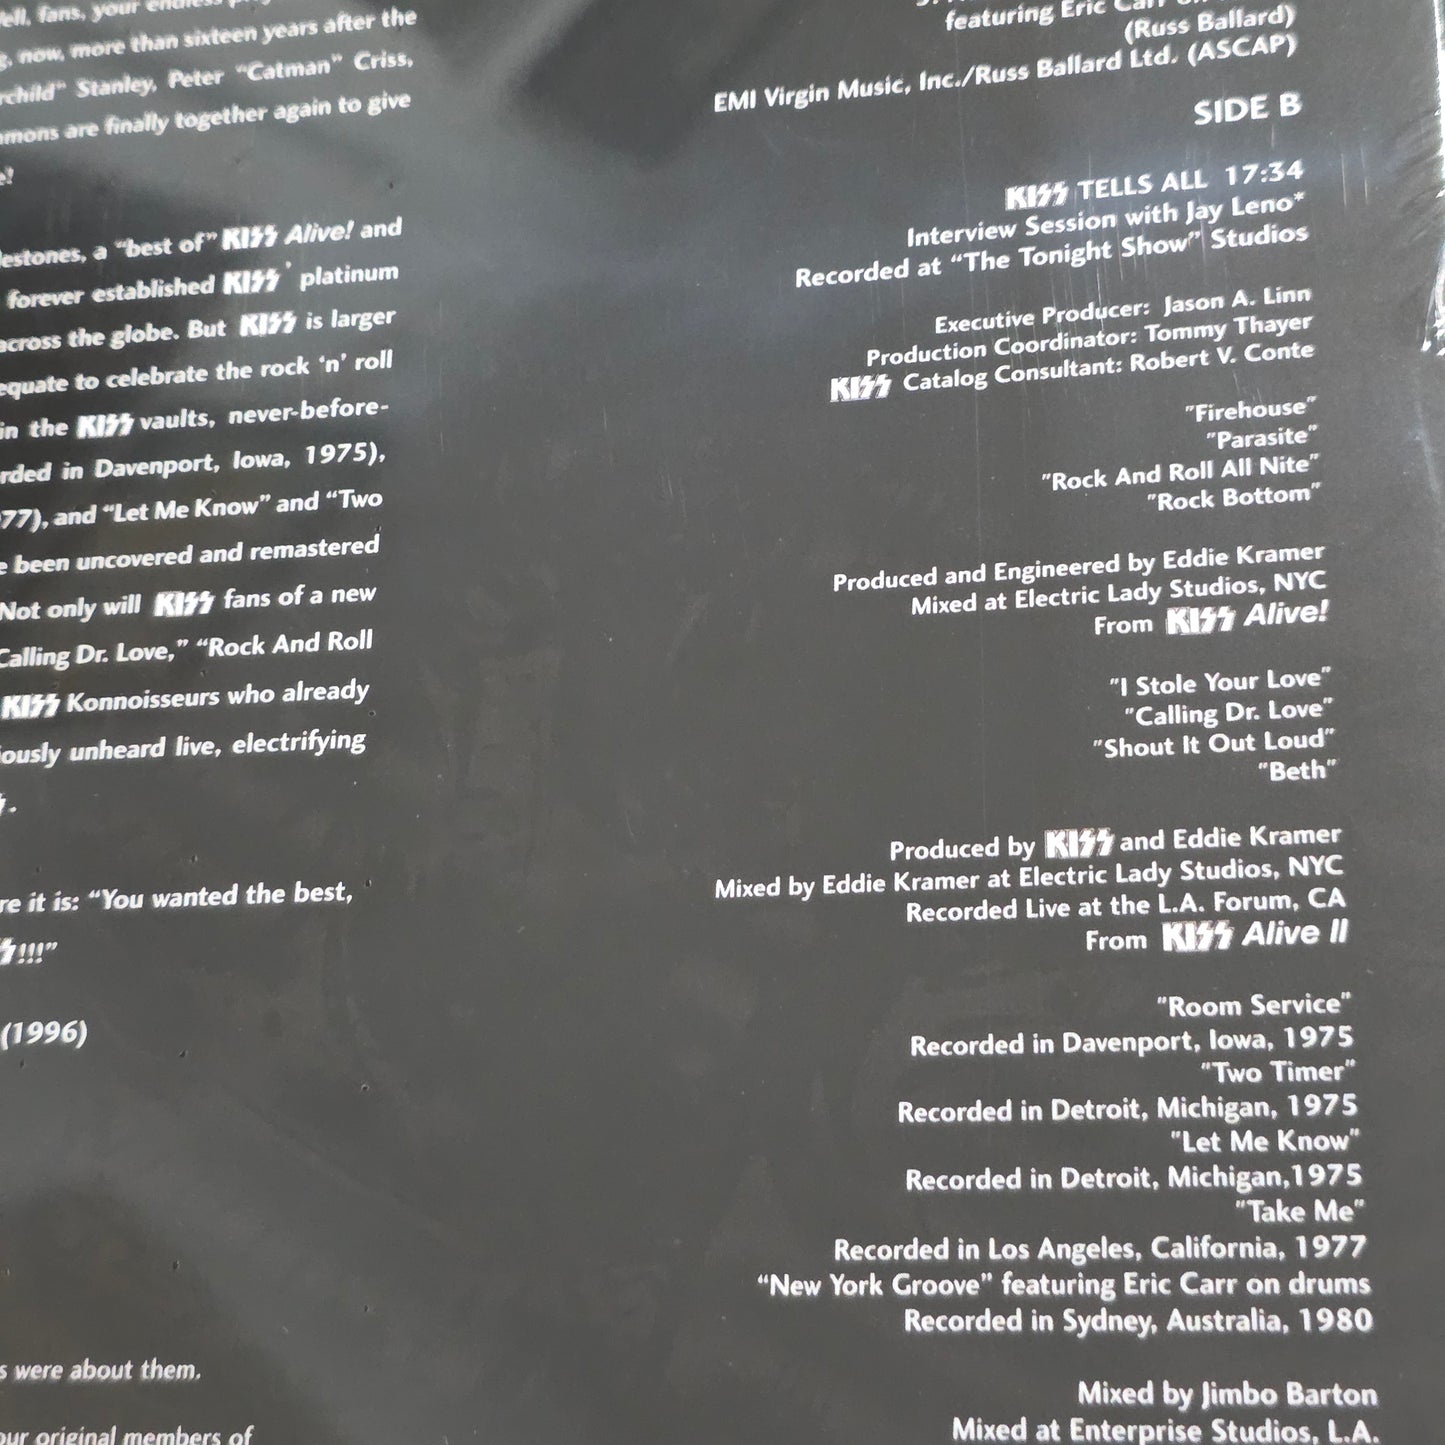 fans, your
now, more than sixteen years after the
Stanley, Peter "Catman" Criss,
are finally together again to give
a "best of" KISS Alive! and
forever established KISS' platinum
across the globe. But KISS is larger
to celebrate the rock 'n' roll
in the KISS vaults, never-before-
in Davenport, Iowa, 1975),
77), and "Let Me Know" and "Two
been uncovered and remastered
Not only will KISS fans of a new
Calling Dr. Love," "Rock And Roll
KISS Konnoisseurs who already
unheard live, electrifying
it is: "You wanted the best,
!!!"
(1996)
were about them.
original members of
featuring Eric
(Russ Ballard)
EMI Virgin Music, Inc./Russ Ballard Ltd. (ASCAP)
SIDE B
KISS TELLS ALL 17:34
Interview Session with Jay Leno*
Recorded at "The Tonight Show" Studios
Executive Producer: Jason A. Linn
Production Coordinator: Tommy Thayer
KISS Catalog Consultant: Robert V. Conte
"Firehouse"
"Parasite"
"Rock And Roll All Nite"
"Rock Bottom"
Produced and Engineered by Eddie Kramer
Mixed at Electric Lady Studios, NYC
From KISS Alive!
"I Stole Your Love"
"Calling Dr. Love"
"Shout It Out Loud"
"Beth"
Produced by KISS and Eddie Kramer
Mixed by Eddie Kramer at Electric Lady Studios, NYC
Recorded Live at the L.A. Forum, CA
From KISS Alive II
"Room Service"
Recorded in Davenport, Iowa, 1975
"Two Timer"
Recorded in Detroit, Michigan, 1975
"Let Me Know"
Recorded in Detroit, Michigan,1975
"Take Me"
Recorded in Los Angeles, California, 1977
"New York Groove" featuring Eric Carr on drums
Recorded in Sydney, Australia, 1980
Mixed by Jimbo Barton
Mixed at Enterprise Studios, L.A.